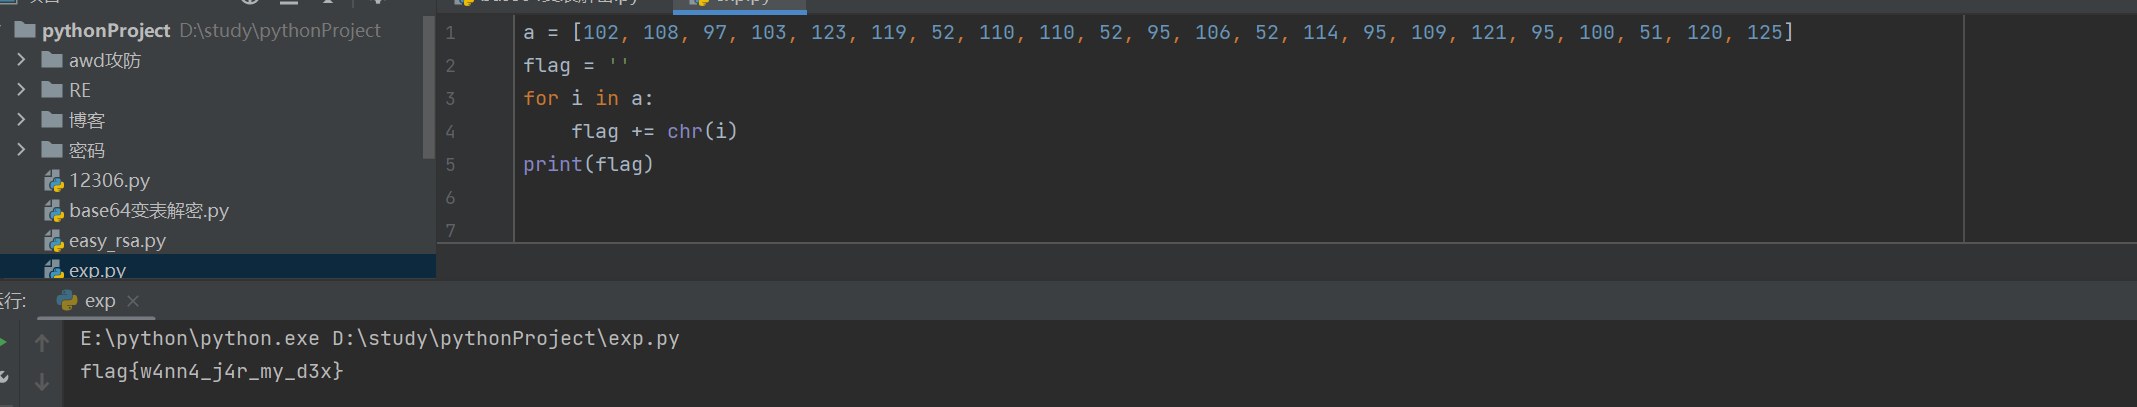 pythonProject D:\study\pythonProject
awd攻防
RE
博客
密码
12306.py
base64变表解密.py
easy_rsa.py
exp.py
1 a = [102, 108, 97, 103, 123, 119, 52, 110, 110, 52, 95, 106, 52, 114, 95, 109, 121, 95, 100, 51, 120, 125]
2 flag = ''
3 for i in a:
4     flag += chr(i)
5 print(flag)
6
7
运行: exp
E:\python\python.exe D:\study\pythonProject\exp.py
flag{w4nn4_j4r_my_d3x}